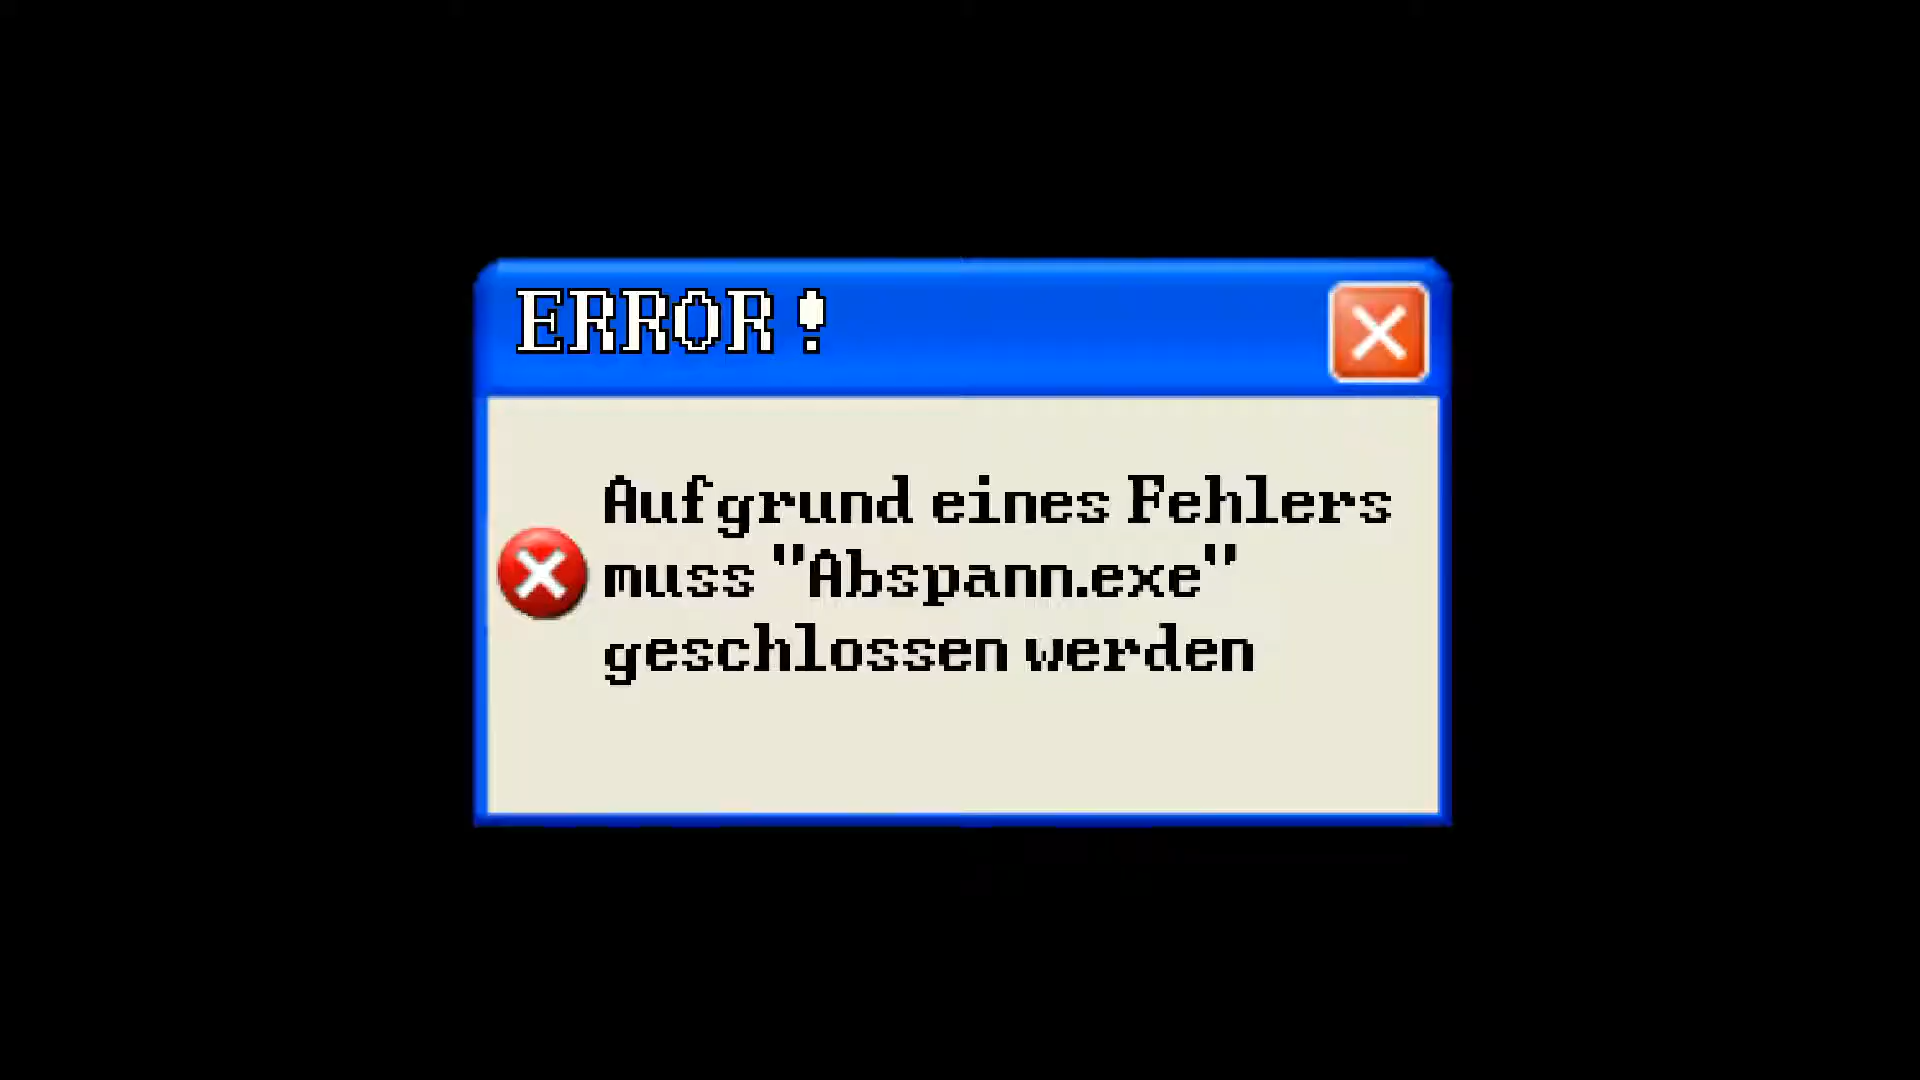 ERROR!
Aufgrund eines Fehlers
muss "Abspann.exe"
geschlossen werden